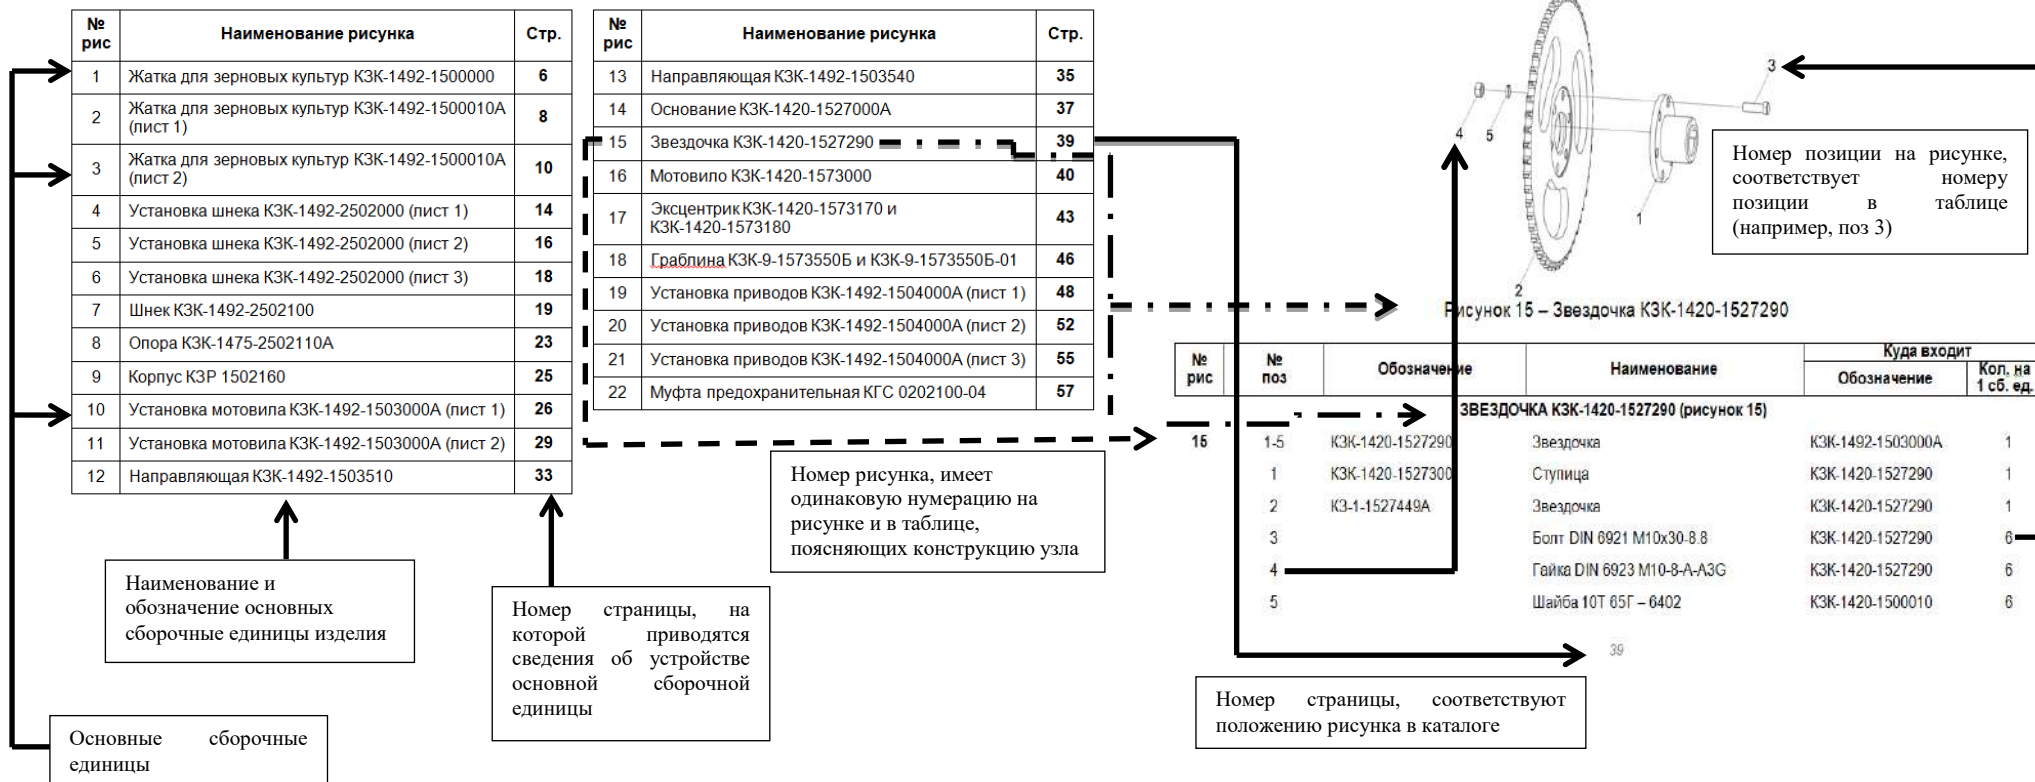 № рис Наименование рисунка Стр.
1 Жатка для зерновых культур КЗК-1492-1500000 6
2 Жатка для зерновых культур КЗК-1492-1500010А (лист 1) 8
3 Жатка для зерновых культур КЗК-1492-1500010А (лист 2) 10
4 Установка шнека КЗК-1492-2502000 (лист 1) 14
5 Установка шнека КЗК-1492-2502000 (лист 2) 16
6 Установка шнека КЗК-1492-2502000 (лист 3) 18
7 Шнек КЗК-1492-2502100 19
8 Опора КЗК-1475-2502110А 23
9 Корпус КЗР 1502160 25
10 Установка мотовила КЗК-1492-1503000А (лист 1) 26
11 Установка мотовила КЗК-1492-1503000А (лист 2) 29
12 Направляющая КЗК-1492-1503510 33
№ рис Наименование рисунка Стр.
13 Направляющая КЗК-1492-1503540 35
14 Основание КЗК-1420-1527000А 37
15 Звездочка КЗК-1420-1527290 39
16 Мотовило КЗК-1420-1573000 40
17 Эксцентрик КЗК-1420-1573170 и КЗК-1420-1573180 43
18 Граблина КЗК-9-1573550Б и КЗК-9-1573550Б-01 46
19 Установка приводов КЗК-1492-1504000А (лист 1) 48
20 Установка приводов КЗК-1492-1504000А (лист 2) 52
21 Установка приводов КЗК-1492-1504000А (лист 3) 55
22 Муфта предохранительная КГС 0202100-04 57
3
4
5
1
2
Номер позиции на рисунке,
соответствует номеру
позиции в таблице
(например, поз 3)
Рисунок 15 – Звездочка КЗК-1420-1527290
№ рис № поз Обозначение Наименование Куда входит
Обозначение Кол. на 1 сб. ед.
ЗВЕЗДОЧКА КЗК-1420-1527290 (рисунок 15)
15 1-5 КЗК-1420-1527290 Звездочка КЗК-1492-1503000А 1
1 КЗК-1420-1527300 Ступица КЗК-1420-1527290 1
2 КЗ-1-1527449А Звездочка КЗК-1420-1527290 1
3 Болт DIN 6921 М10х30-8.8 КЗК-1420-1527290 6
4 Гайка DIN 6923 М10-8-А-А3G КЗК-1420-1527290 6
5 Шайба 10Т 65Г – 6402 КЗК-1420-1500010 6
39
Номер рисунка, имеет
одинаковую нумерацию на
рисунке и в таблице,
поясняющих конструкцию узла
Наименование и
обозначение основных
сборочные единицы изделия
Номер страницы, на
которой приводятся
сведения об устройстве
основной сборочной
единицы
Номер страницы, соответствуют
положению рисунка в каталоге
Основные сборочные
единицы